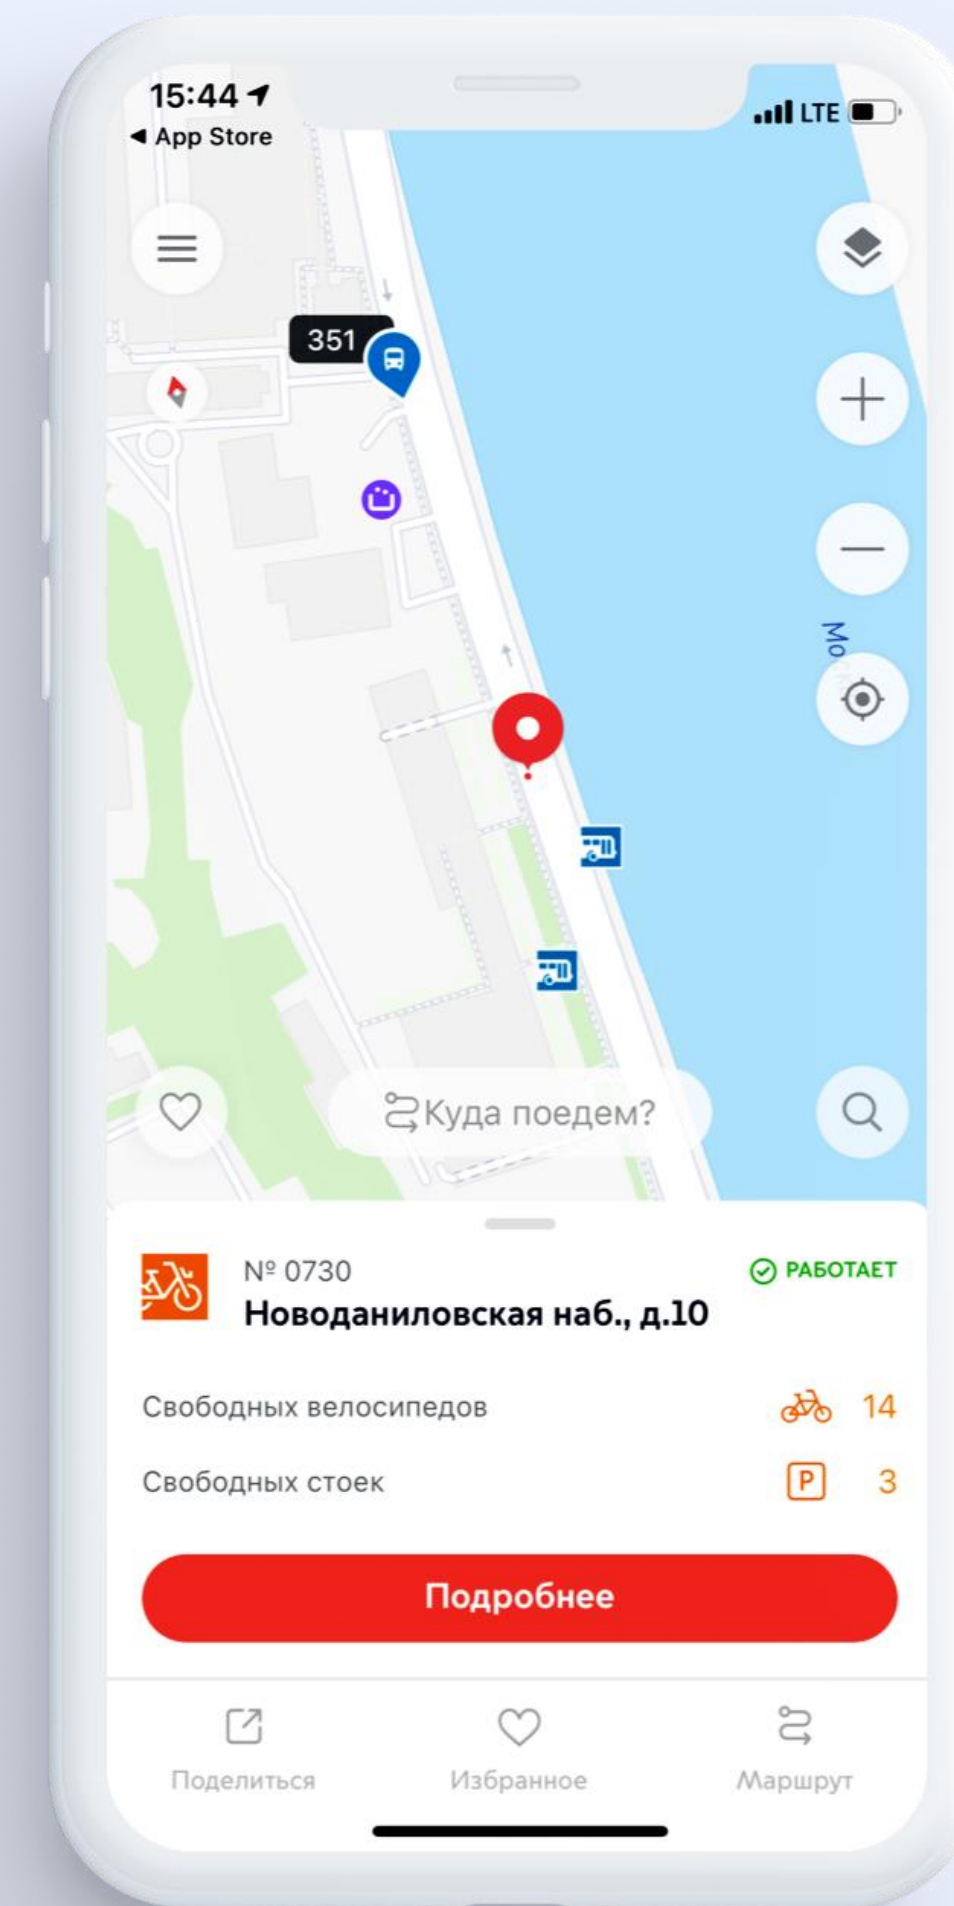 15:44
◀ App Store
LTE
351
Куда поедем?
№ 0730
РАБОТАЕТ
Новоданиловская наб., д.10
Свободных велосипедов
14
Свободных стоек
P 3
Подробнее
Поделиться
Избранное
Маршрут